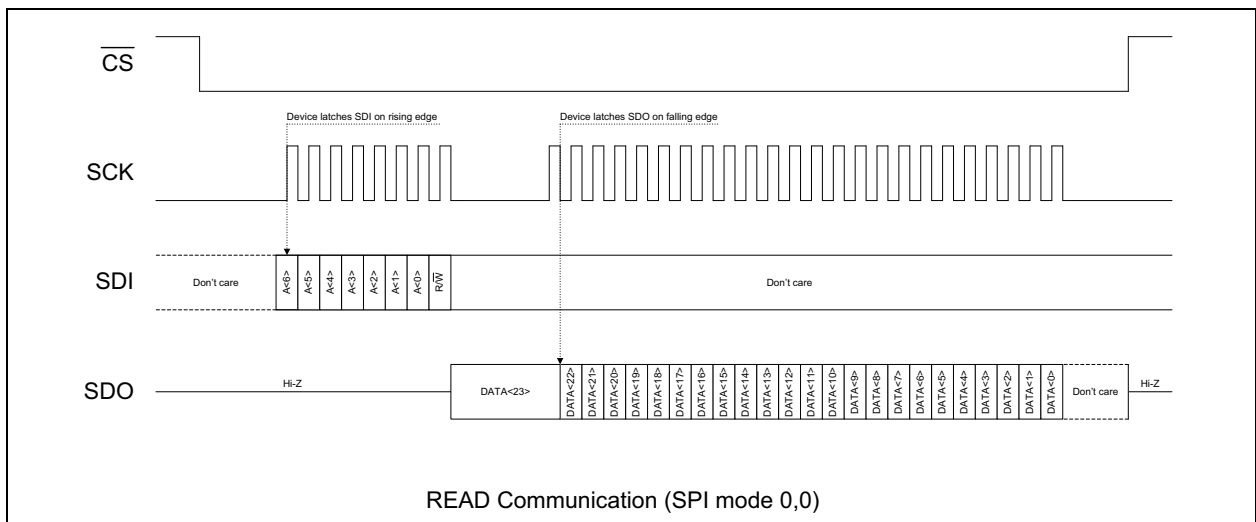 CS
Device latches SDI on rising edge
Device latches SDO on falling edge
SCK
SDI
Don't care
A<6>
A<5>
A<4>
A<3>
A<2>
A<1>
A<0>
R/W
Don't care
SDO
Hi-Z
DATA<23>
DATA<22>
DATA<21>
DATA<20>
DATA<19>
DATA<18>
DATA<17>
DATA<16>
DATA<15>
DATA<14>
DATA<13>
DATA<12>
DATA<11>
DATA<10>
DATA<9>
DATA<8>
DATA<7>
DATA<6>
DATA<5>
DATA<4>
DATA<3>
DATA<2>
DATA<1>
DATA<0>
Don't care
Hi-Z
READ Communication (SPI mode 0,0)